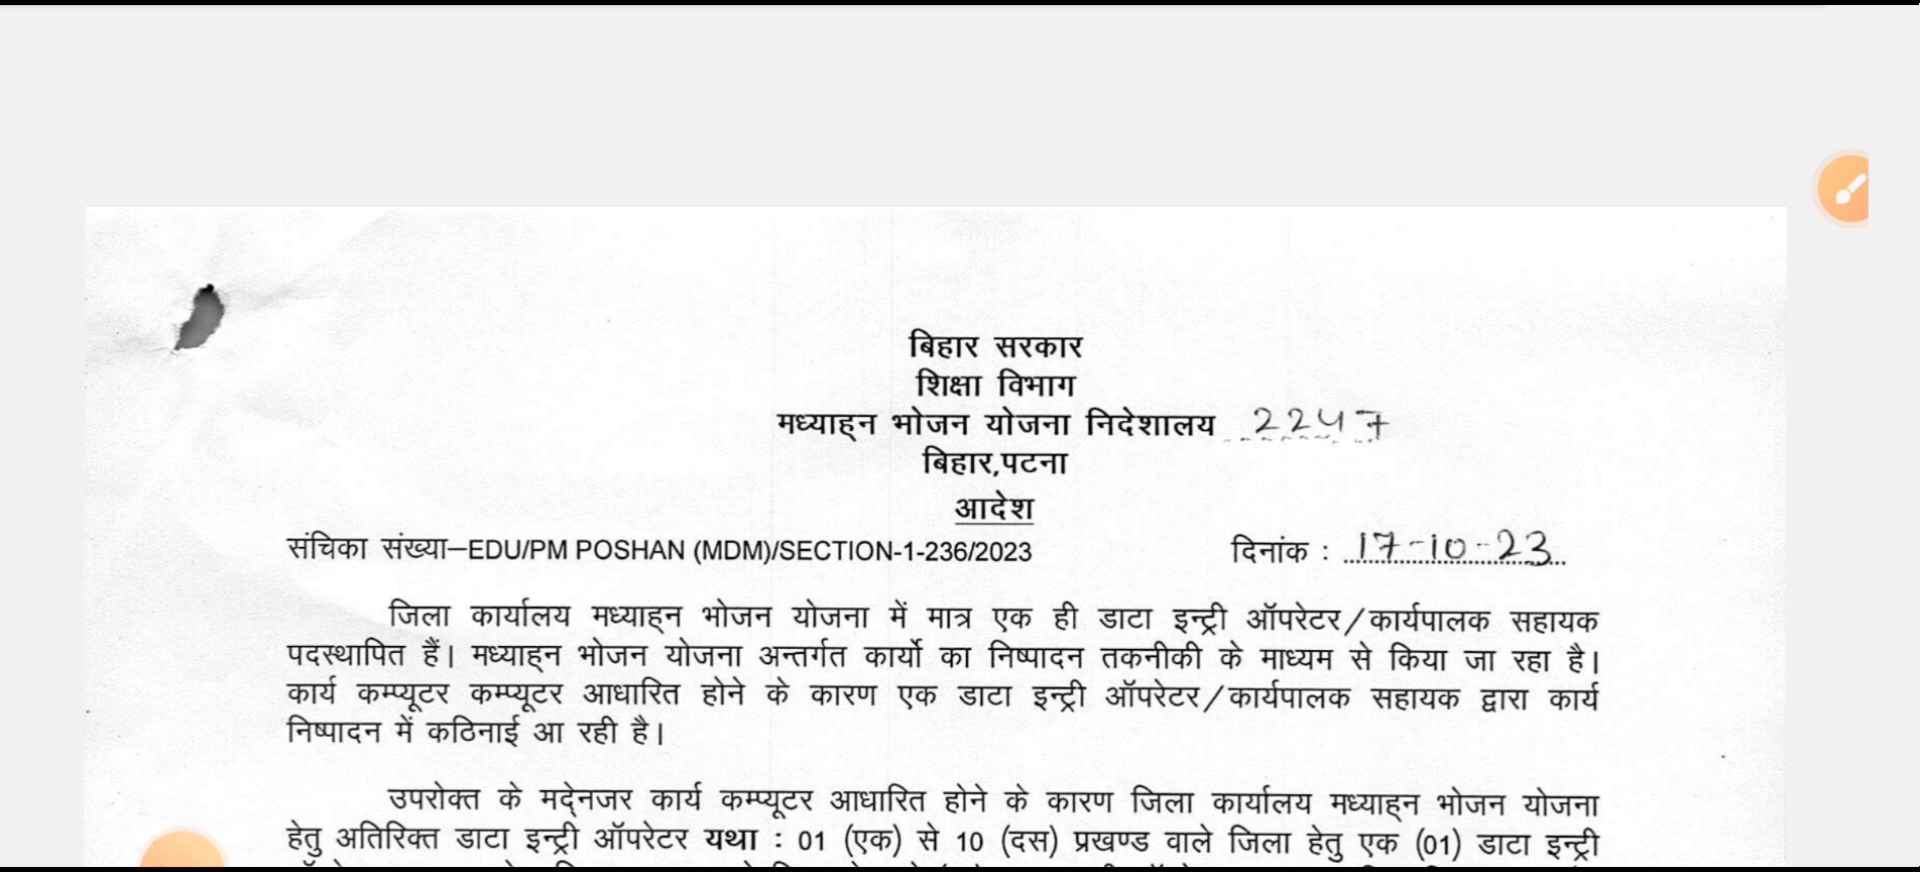 बिहार सरकार
शिक्षा विभाग
मध्याह्न भोजन योजना निदेशालय 2247
बिहार,पटना
आदेश
संचिका संख्या–EDU/PM POSHAN (MDM)/SECTION-1-236/2023 दिनांक : 17-10-23
जिला कार्यालय मध्याह्न भोजन योजना में मात्र एक ही डाटा इन्ट्री ऑपरेटर/कार्यपालक सहायक
पदस्थापित हैं। मध्याह्न भोजन योजना अन्तर्गत कार्यो का निष्पादन तकनीकी के माध्यम से किया जा रहा है।
कार्य कम्प्यूटर कम्प्यूटर आधारित होने के कारण एक डाटा इन्ट्री ऑपरेटर/कार्यपालक सहायक द्वारा कार्य
निष्पादन में कठिनाई आ रही है।
उपरोक्त के मद्देनजर कार्य कम्प्यूटर आधारित होने के कारण जिला कार्यालय मध्याह्न भोजन योजना
हेतु अतिरिक्त डाटा इन्ट्री ऑपरेटर यथा : 01 (एक) से 10 (दस) प्रखण्ड वाले जिला हेतु एक (01) डाटा इन्ट्री